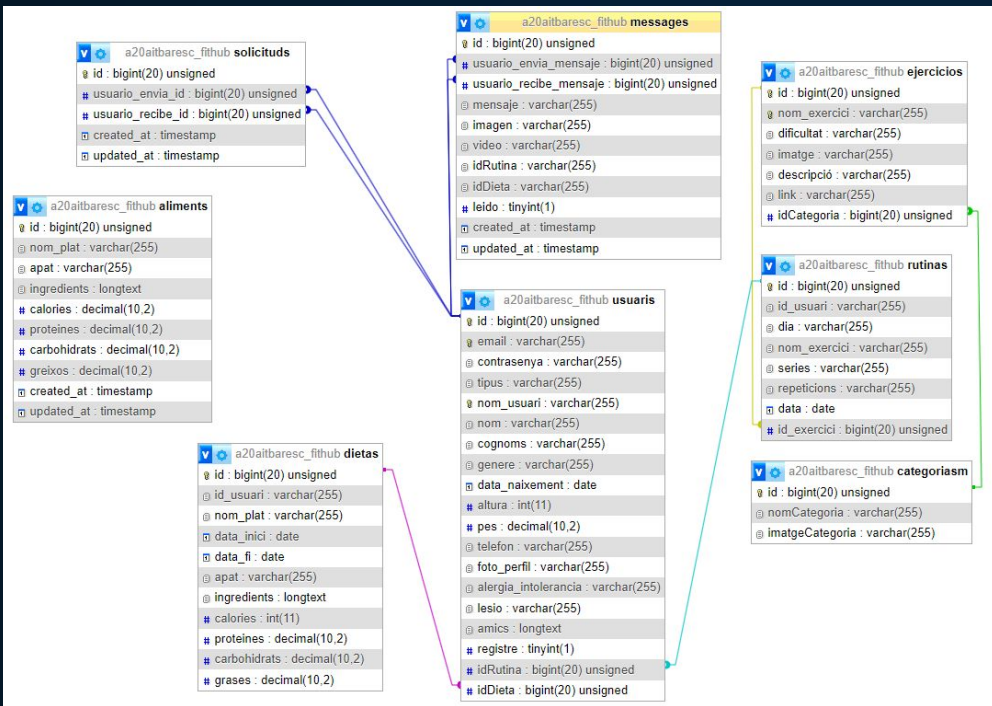 a20aitbaresc_fithub solicituds
id : bigint(20) unsigned
usuario_envia_id : bigint(20) unsigned
usuario_recibe_id : bigint(20) unsigned
created_at : timestamp
updated_at : timestamp
a20aitbaresc_fithub messages
id : bigint(20) unsigned
usuario_envia_mensaje : bigint(20) unsigned
usuario_recibe_mensaje : bigint(20) unsigned
mensaje : varchar(255)
imagen : varchar(255)
video : varchar(255)
idRutina : varchar(255)
idDieta : varchar(255)
leido : tinyint(1)
created_at : timestamp
updated_at : timestamp
a20aitbaresc_fithub ejercicios
id : bigint(20) unsigned
nom_exercici : varchar(255)
dificultat : varchar(255)
imatge : varchar(255)
descripció : varchar(255)
link : varchar(255)
idCategoria : bigint(20) unsigned
a20aitbaresc_fithub aliments
id : bigint(20) unsigned
nom_plat : varchar(255)
apat : varchar(255)
ingredients : longtext
calories : decimal(10,2)
proteines : decimal(10,2)
carbohidrats : decimal(10,2)
greixos : decimal(10,2)
created_at : timestamp
updated_at : timestamp
a20aitbaresc_fithub rutinas
id : bigint(20) unsigned
id_usuari : varchar(255)
dia : varchar(255)
nom_exercici : varchar(255)
series : varchar(255)
repeticions : varchar(255)
data : date
id_exercici : bigint(20) unsigned
a20aitbaresc_fithub usuaris
id : bigint(20) unsigned
email : varchar(255)
contrasenya : varchar(255)
tipus : varchar(255)
nom_usuari : varchar(255)
nom : varchar(255)
cognoms : varchar(255)
genere : varchar(255)
data_naixement : date
altura : int(11)
pes : decimal(10,2)
telefon : varchar(255)
foto_perfil : varchar(255)
alergia_intolerancia : varchar(255)
lesio : varchar(255)
amics : longtext
registre : tinyint(1)
idRutina : bigint(20) unsigned
idDieta : bigint(20) unsigned
a20aitbaresc_fithub dietas
id : bigint(20) unsigned
id_usuari : varchar(255)
nom_plat : varchar(255)
data_inici : date
data_fi : date
apat : varchar(255)
ingredients : longtext
calories : int(11)
proteines : decimal(10,2)
carbohidrats : decimal(10,2)
grases : decimal(10,2)
a20aitbaresc_fithub categoriasm
id : bigint(20) unsigned
nomCategoria : varchar(255)
imatgeCategoria : varchar(255)